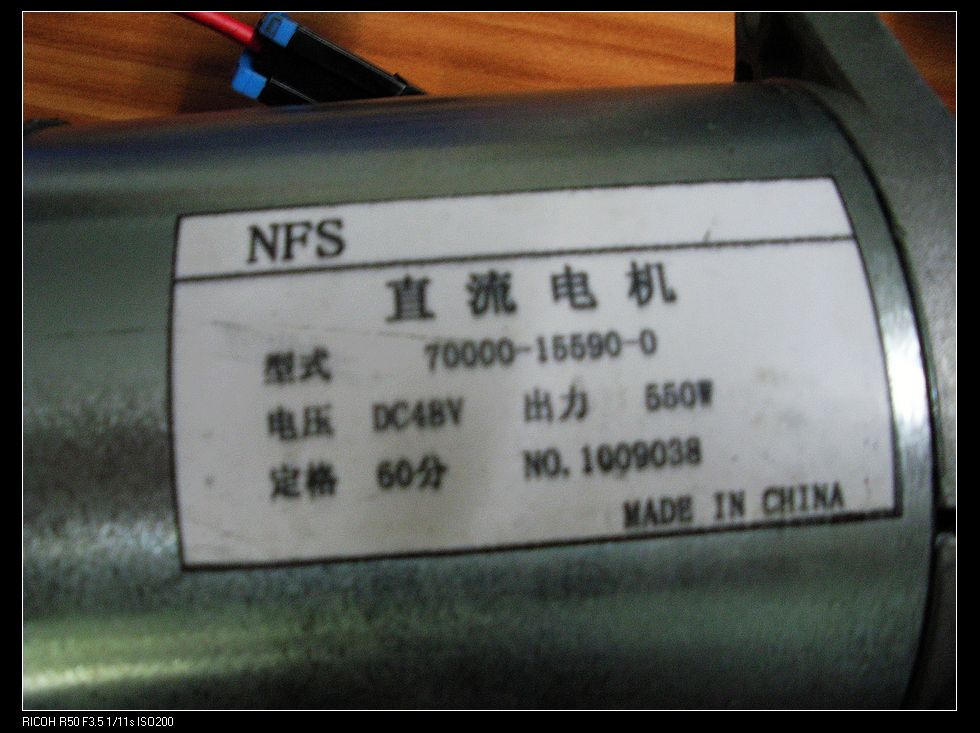 NFS
直流电机
型式 70000-15590-0
电压 DC48V 出力 550W
定格 60分 NO.1009038
MADE IN CHINA
RICOH R50 F3.5 1/11s ISO200